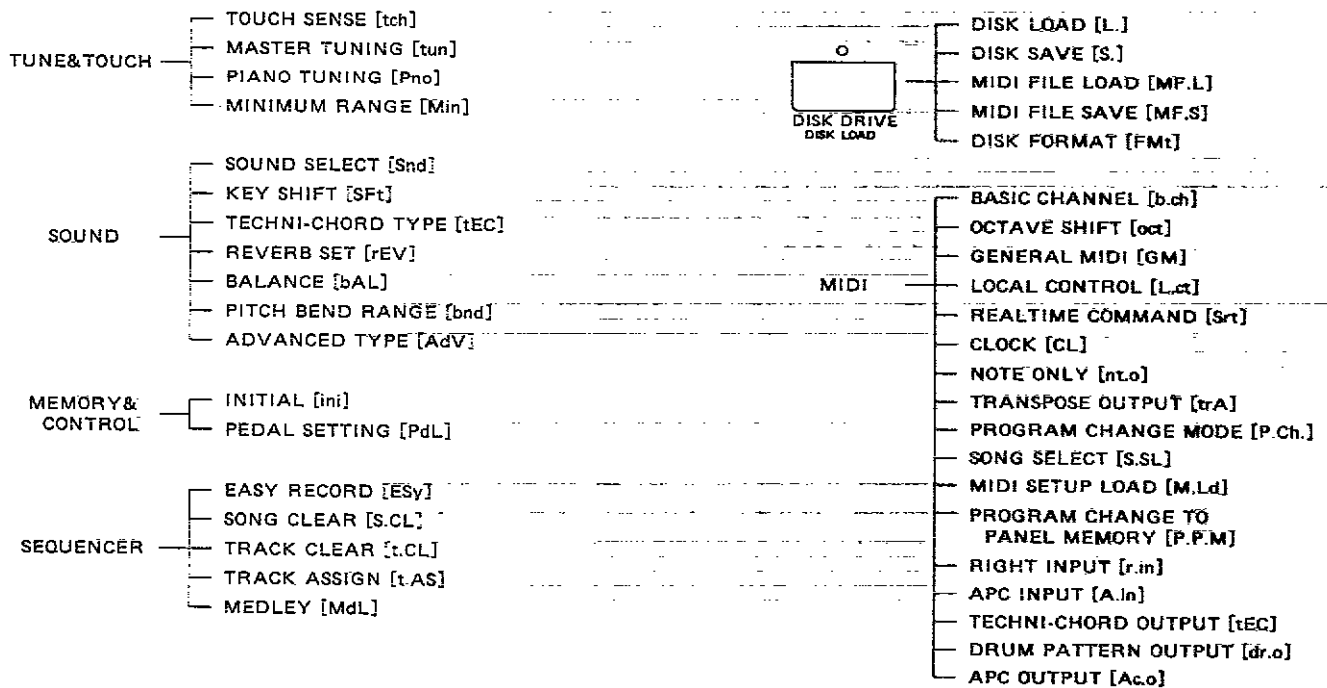 TUNE&TOUCH
TOUCH SENSE [tch]
MASTER TUNING [tun]
PIANO TUNING [Pno]
MINIMUM RANGE [Min]
SOUND
SOUND SELECT [Snd]
KEY SHIFT [SFt]
TECHNI-CHORD TYPE [tEC]
REVERB SET [rEV]
BALANCE [bAL]
PITCH BEND RANGE [bnd]
ADVANCED TYPE [AdV]
MEMORY&
CONTROL
INITIAL [ini]
PEDAL SETTING [PdL]
SEQUENCER
EASY RECORD [ESy]
SONG CLEAR [S.CL]
TRACK CLEAR [t.CL]
TRACK ASSIGN [t.AS]
MEDLEY [MdL]
DISK DRIVE
DISK LOAD
DISK LOAD [L.]
DISK SAVE [S.]
MIDI FILE LOAD [MF.L]
MIDI FILE SAVE [MF.S]
DISK FORMAT [FMt]
MIDI
BASIC CHANNEL [b.ch]
OCTAVE SHIFT [oct]
GENERAL MIDI [GM]
LOCAL CONTROL [L.ct]
REALTIME COMMAND [Srt]
CLOCK [CL]
NOTE ONLY [nt.o]
TRANSPOSE OUTPUT [trA]
PROGRAM CHANGE MODE [P.Ch.]
SONG SELECT [S.SL]
MIDI SETUP LOAD [M.Ld]
PROGRAM CHANGE TO
PANEL MEMORY [P.P.M]
RIGHT INPUT [r.in]
APC INPUT [A.in]
TECHNI-CHORD OUTPUT [tEC]
DRUM PATTERN OUTPUT [dr.o]
APC OUTPUT [Ac.o]